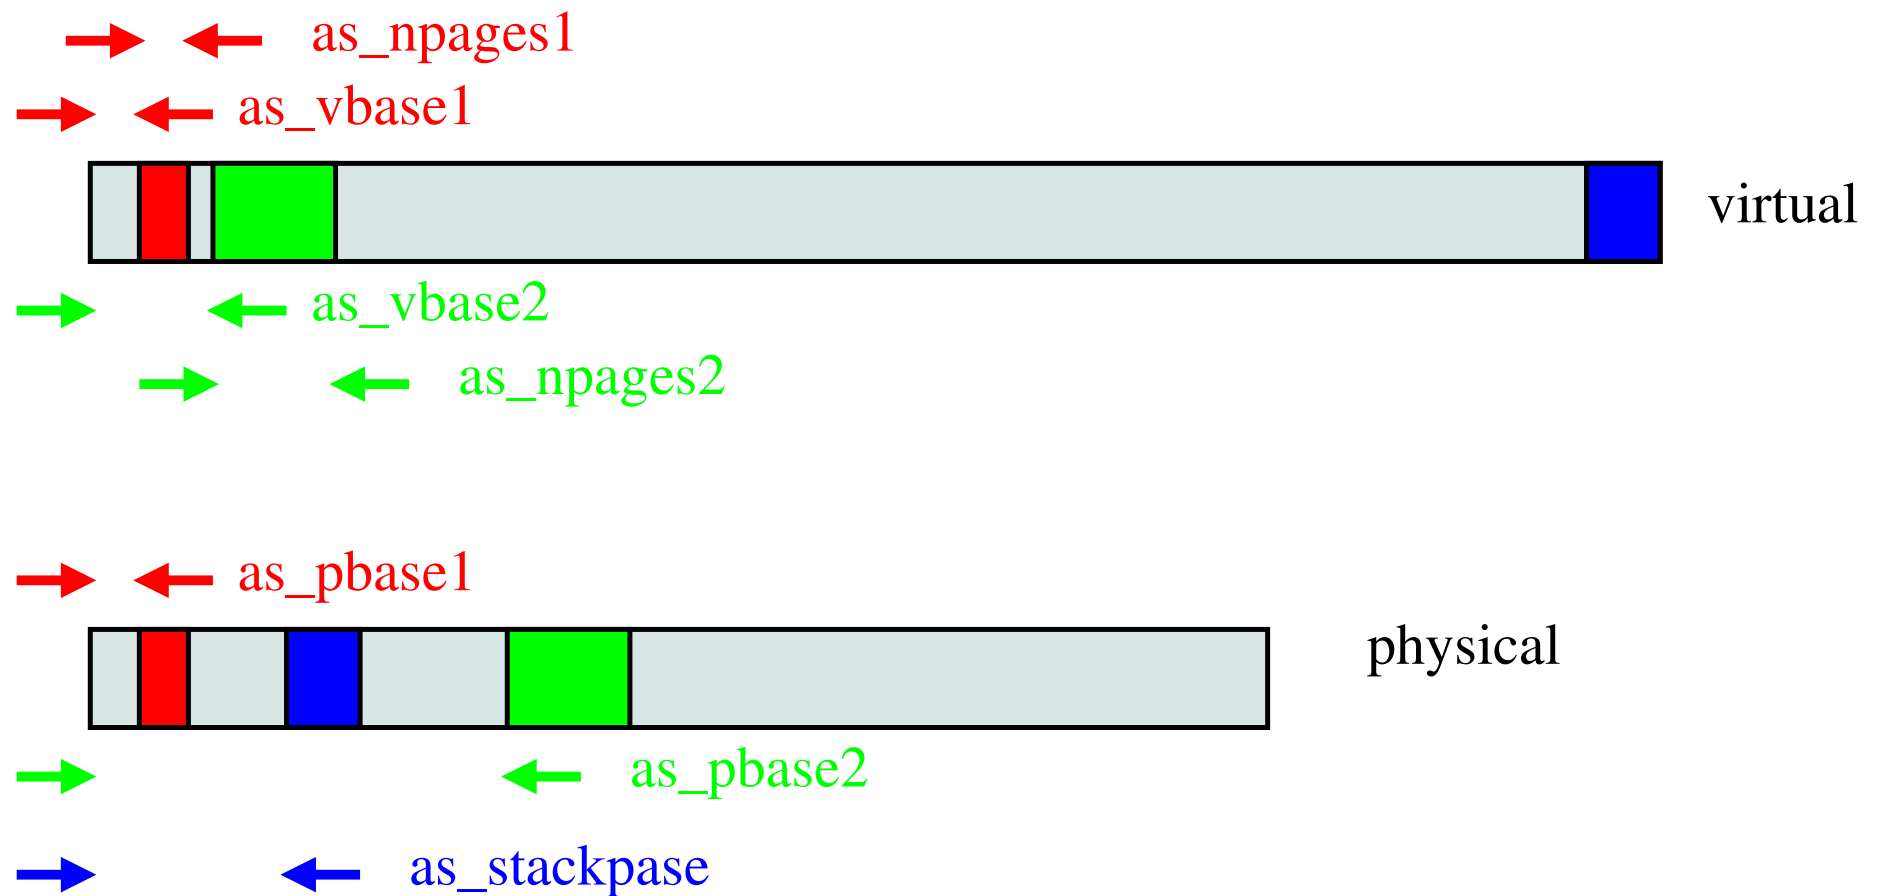 as_npages1
as_vbase1
virtual
as_vbase2
as_npages2
as_pbase1
physical
as_pbase2
as_stackpase